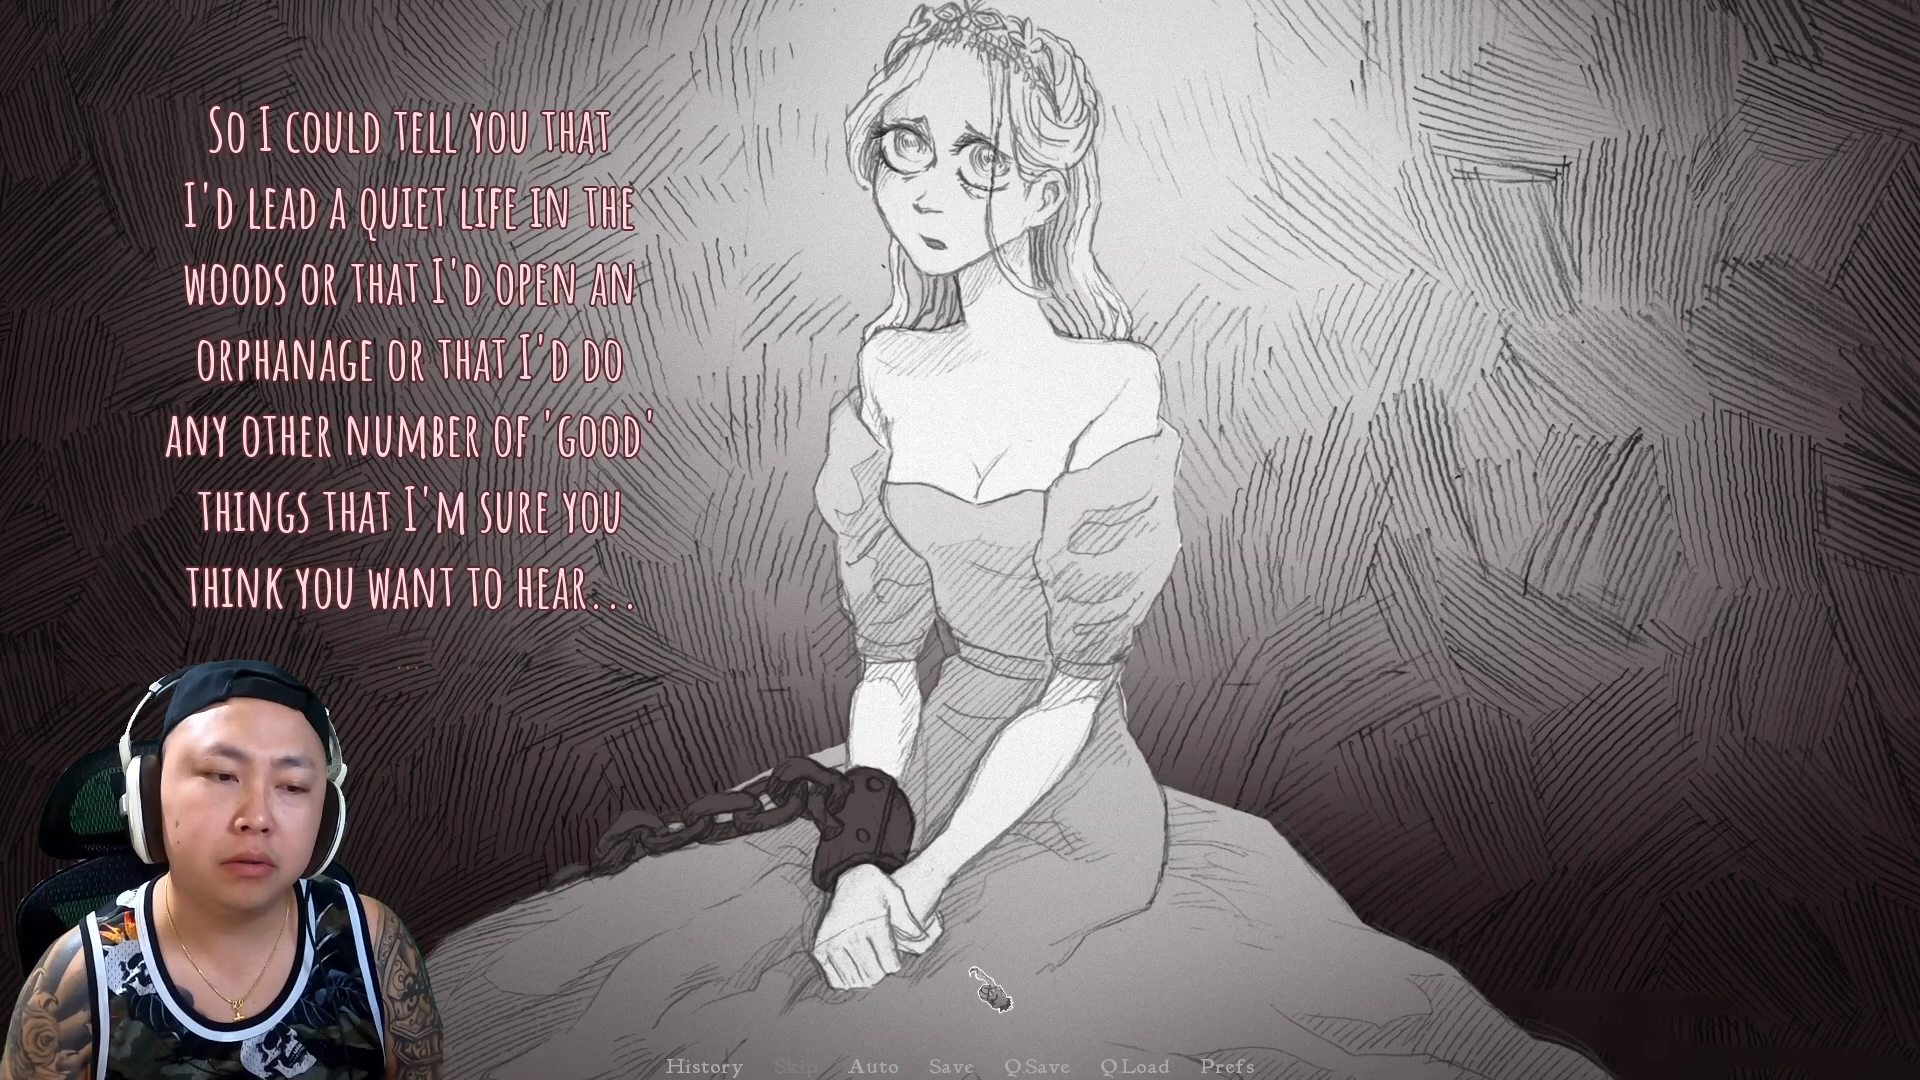 So I could tell you that
I'd lead a quiet life in the
woods or that I'd open an
orphanage or that I'd do
any other number of 'good'
things that I'm sure you
think you want to hear...
History Skip Auto Save Q.Save Q.Load Prefs